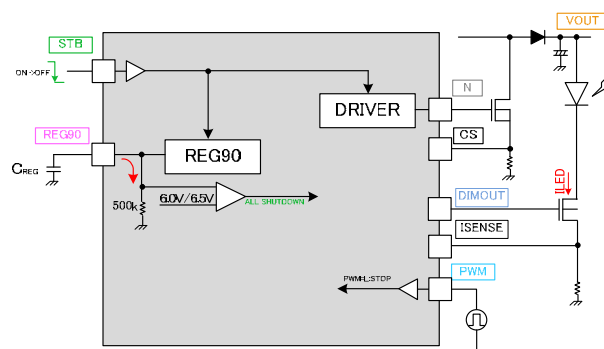 VOUT
STB
ON->OFF
N
DRIVER
CS
REG90
REG90
CREG
500k
6.0V/6.5V
ALL SHUTDOWN
ILED
DIMOUT
ISENSE
PWM=L:STOP
PWM